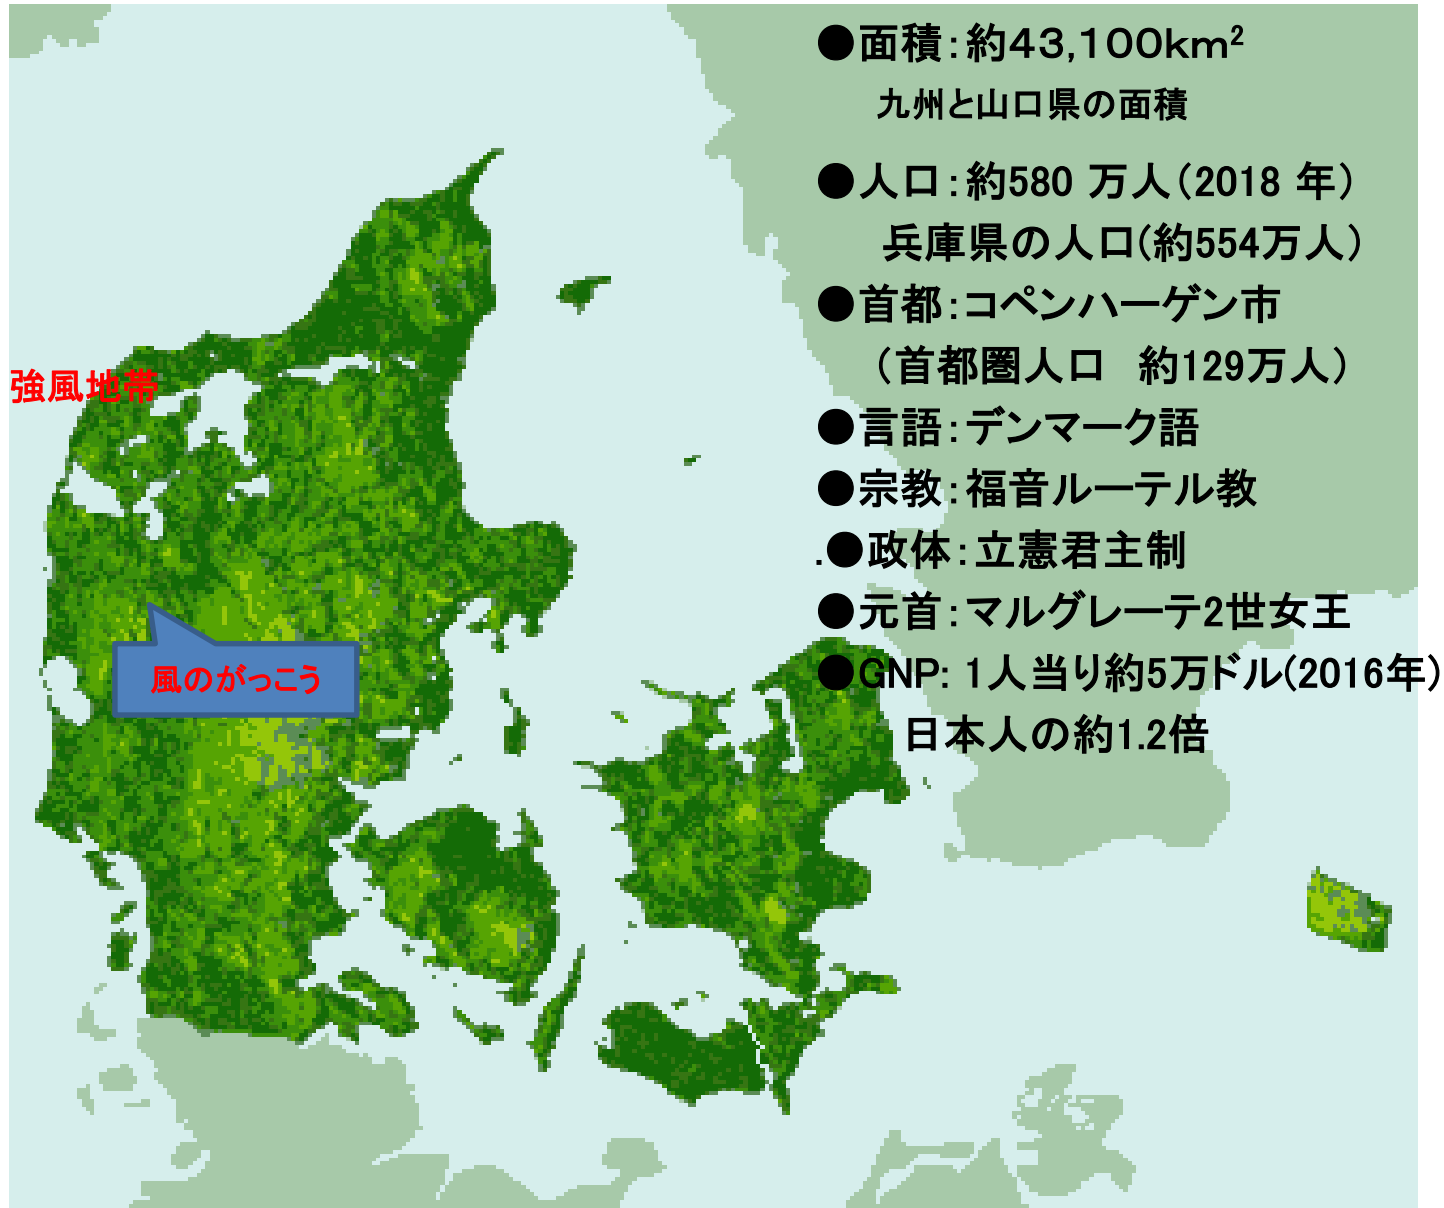 ●面積：約43,100km²
九州と山口県の面積
●人口：約580 万人（2018 年）
兵庫県の人口(約554万人）
●首都：コペンハーゲン市
（首都圏人口　約129万人）
強風地帯
●言語：デンマーク語
●宗教：福音ルーテル教
.●政体：立憲君主制
●元首：マルグレーテ2世女王
●GNP: 1人当り約5万ドル(2016年)
日本人の約1.2倍
風のがっこう